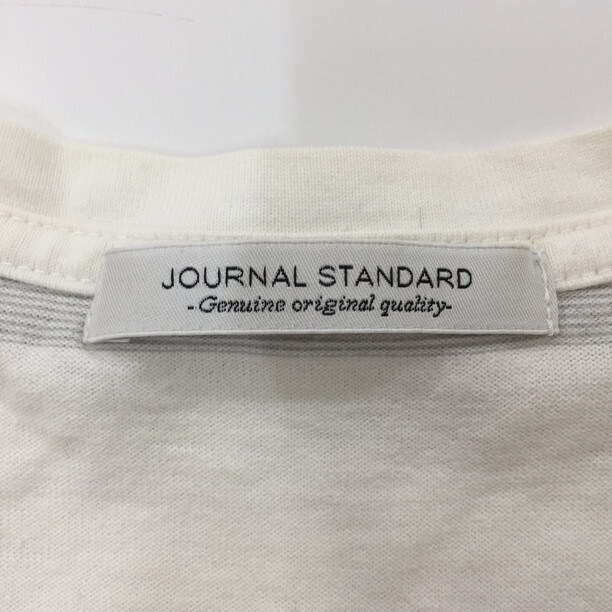 JOURNAL STANDARD
-Genuine original quality-